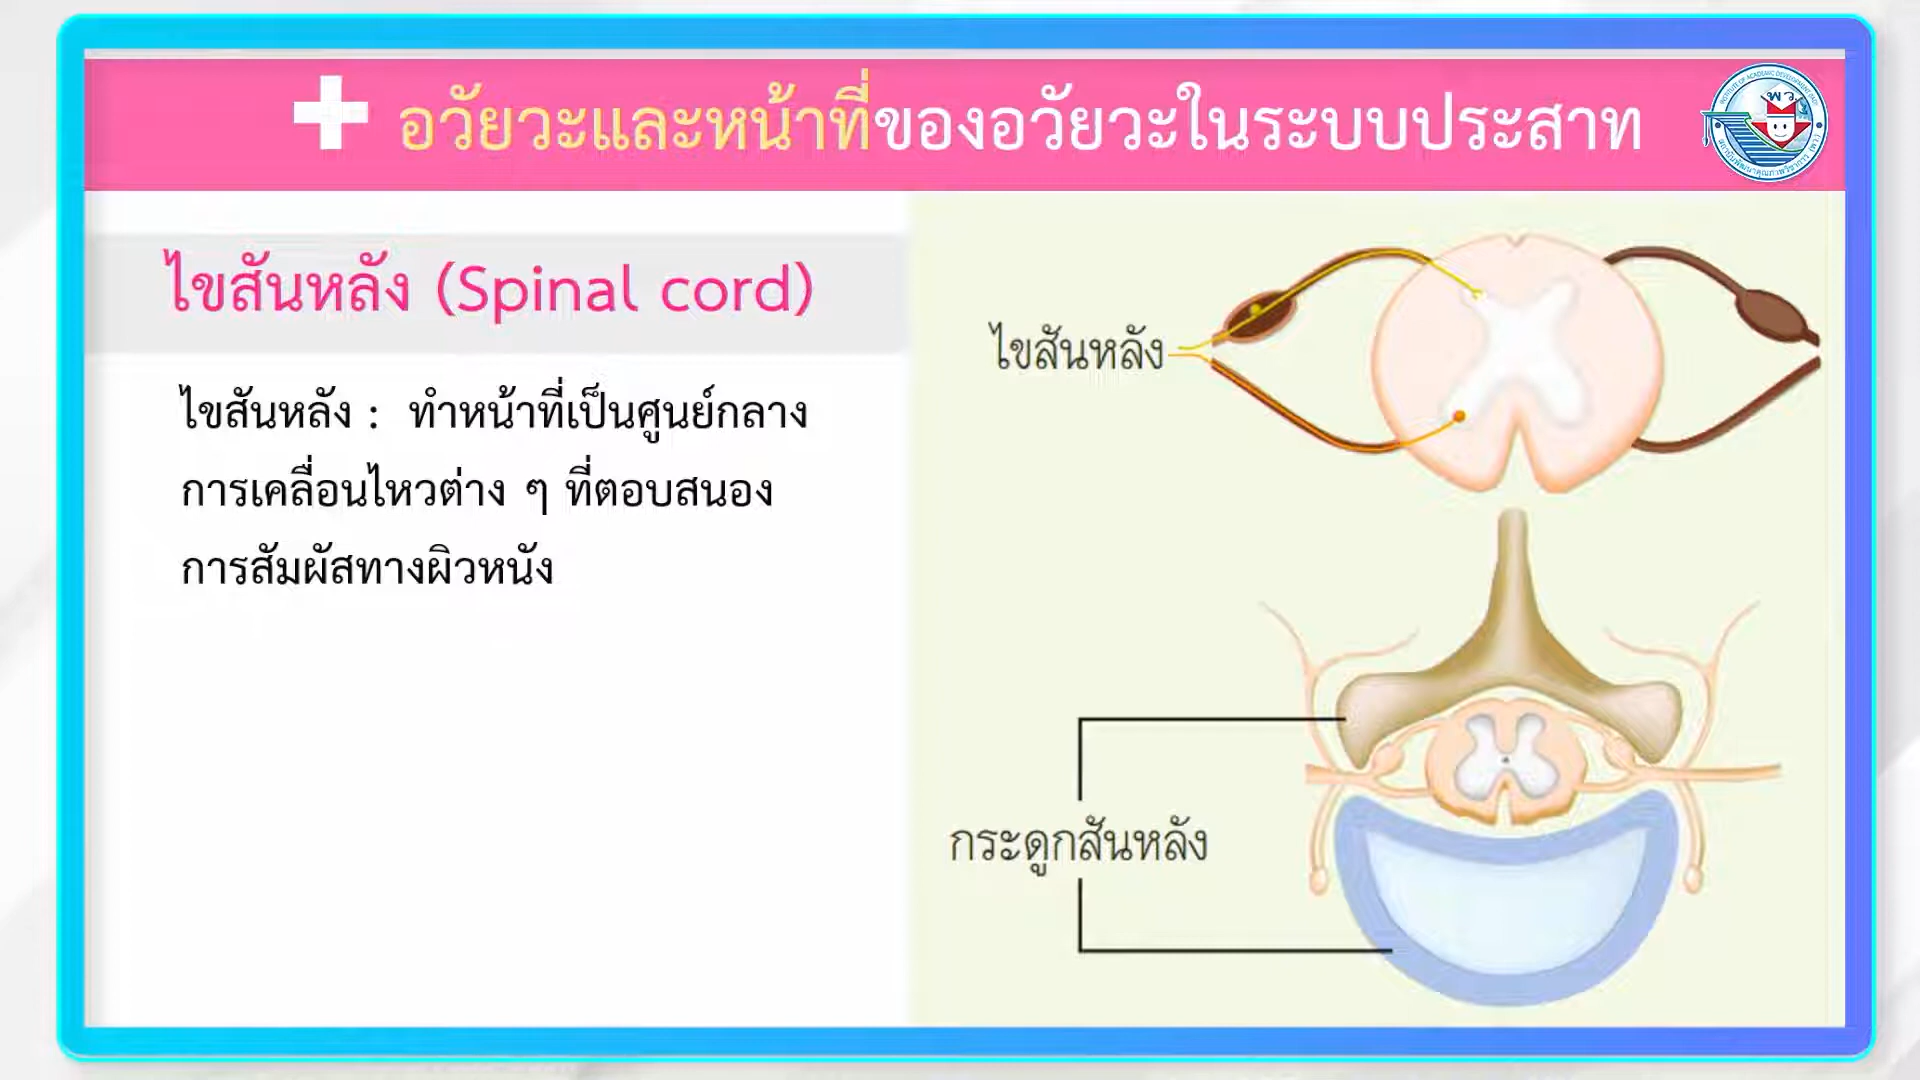 อวัยวะและหน้าที่ของอวัยวะในระบบประสาท
พว.
ไขสันหลัง (Spinal cord)
ไขสันหลัง : ทำหน้าที่เป็นศูนย์กลาง
การเคลื่อนไหวต่าง ๆ ที่ตอบสนอง
การสัมผัสทางผิวหนัง
ไขสันหลัง
กระดูกสันหลัง